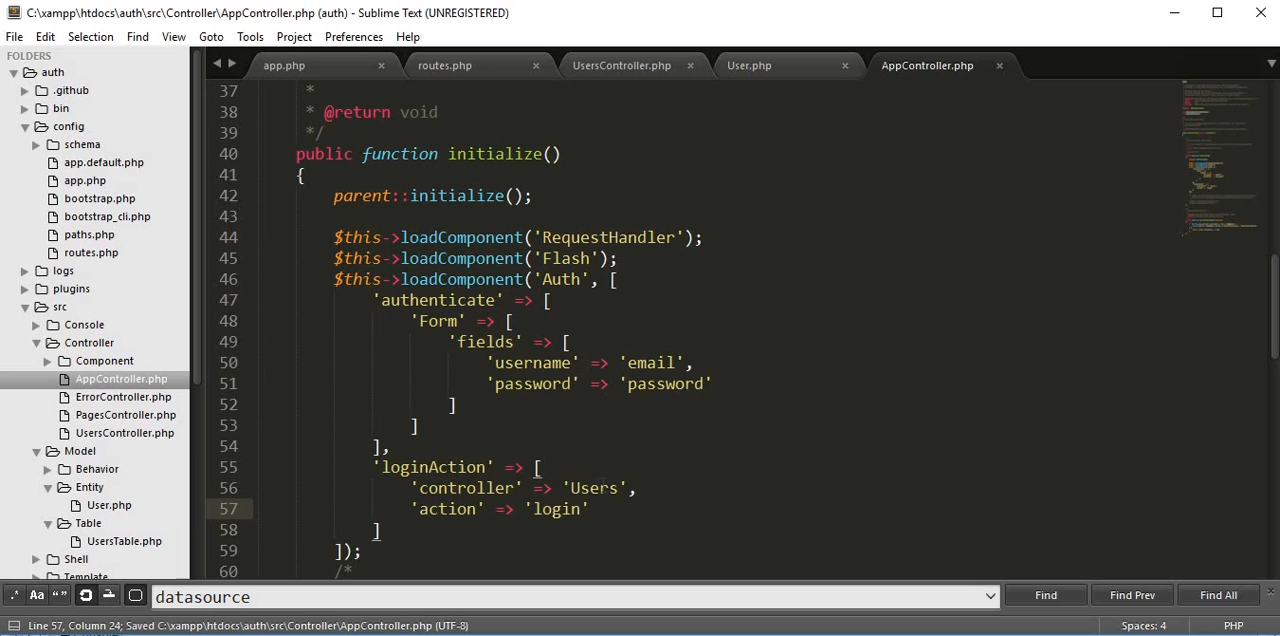 C:\xampp\htdocs\auth\src\Controller\AppController.php (auth) - Sublime Text (UNREGISTERED)
File Edit Selection Find View Goto Tools Project Preferences Help
FOLDERS
auth
.github
bin
config
schema
app.default.php
app.php
bootstrap.php
bootstrap_cli.php
paths.php
routes.php
logs
plugins
src
Console
Controller
Component
AppController.php
ErrorController.php
PagesController.php
UsersController.php
Model
Behavior
Entity
User.php
Table
UsersTable.php
Shell
Template
app.php × routes.php × UsersController.php × User.php × AppController.php ×
37 *
38 * @return void
39 */
40 public function initialize()
41 {
42 parent::initialize();
43
44 $this->loadComponent('RequestHandler');
45 $this->loadComponent('Flash');
46 $this->loadComponent('Auth', [
47 'authenticate' => [
48 'Form' => [
49 'fields' => [
50 'username' => 'email',
51 'password' => 'password'
52 ]
53 ]
54 ],
55 'loginAction' => [
56 'controller' => 'Users',
57 'action' => 'login'
58 ]
59 ]);
60 /*
.* Aa “ ” datasource Find Find Prev Find All
Line 57, Column 24; Saved C:\xampp\htdocs\auth\src\Controller\AppController.php (UTF-8) Spaces: 4 PHP